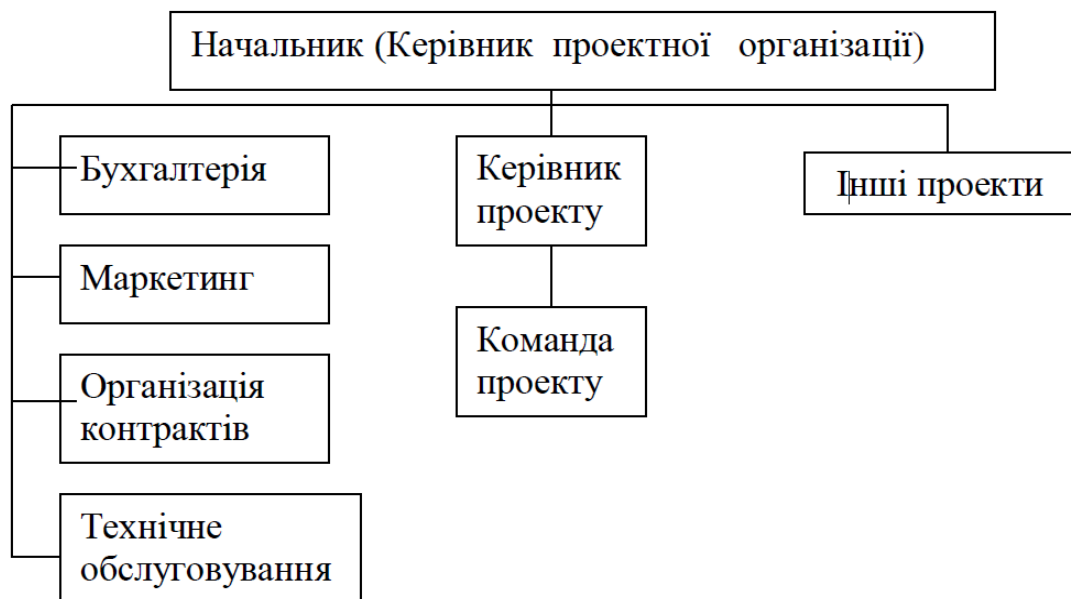 Начальник (Керівник проектної організації)
Бухгалтерія
Керівник
проекту
Інші проекти
Маркетинг
Команда
проекту
Організація
контрактів
Технічне
обслуговування